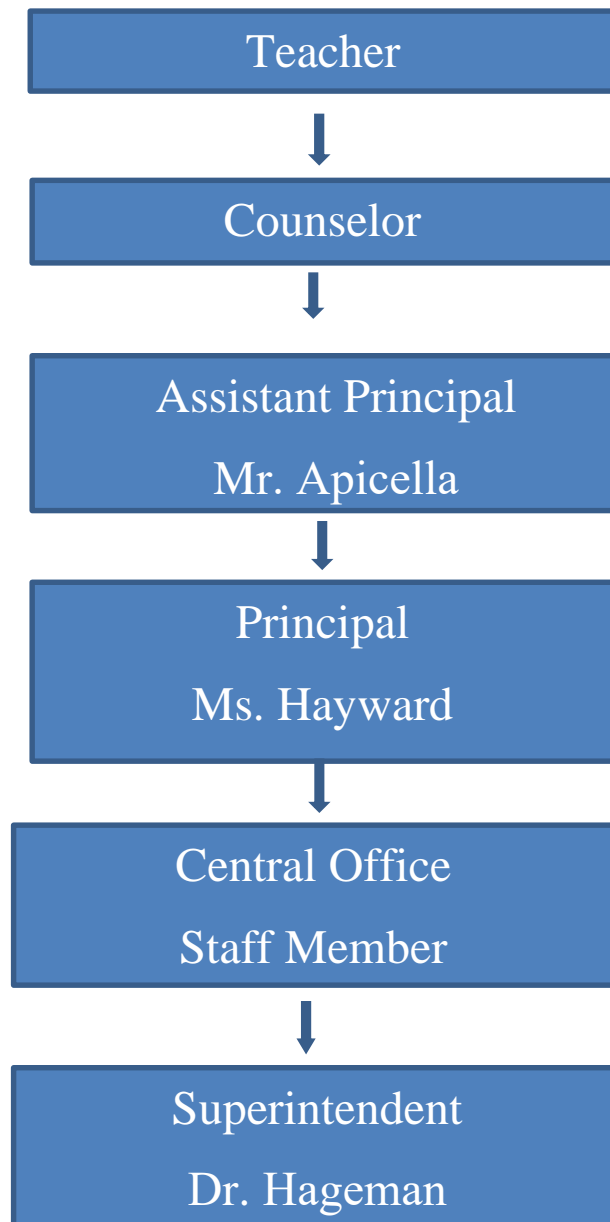 Teacher
Counselor
Assistant Principal
Mr. Apicella
Principal
Ms. Hayward
Central Office
Staff Member
Superintendent
Dr. Hageman